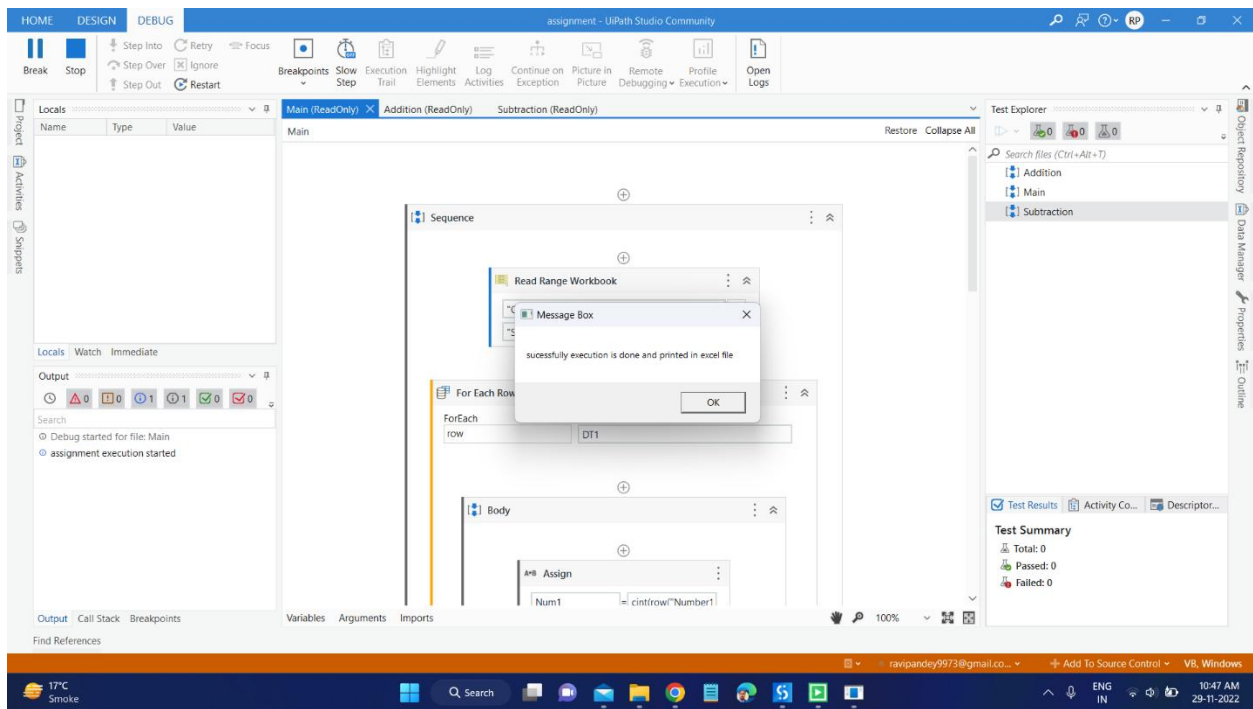 HOME DESIGN DEBUG
assignment - UiPath Studio Community
RP
Break Stop
Step Into Retry Focus
Step Over Ignore
Step Out Restart
Breakpoints Slow Step Execution Trail Highlight Elements Log Activities Continue on Exception Picture in Picture Remote Debugging Profile Execution Open Logs
Project
Activities
Snippets
Locals
Name Type Value
Locals Watch Immediate
Output
0 0 1 1 0 0
Search
Debug started for file: Main
assignment execution started
Output Call Stack Breakpoints
Find References
Main (ReadOnly) Addition (ReadOnly) Subtraction (ReadOnly)
Main Restore Collapse All
Sequence
Read Range Workbook
"C
"S
Message Box
sucessfully execution is done and printed in excel file
OK
For Each Row
ForEach
row DT1
Body
A*B Assign
Num1 = cint(row("Number1
Variables Arguments Imports 100%
Test Explorer
0 0 0
Search files (Ctrl+Alt+T)
Addition
Main
Subtraction
Test Results Activity Co... Descriptor...
Test Summary
Total: 0
Passed: 0
Failed: 0
Object Repository
Data Manager
Properties
Outline
ravipandey9973@gmail.co... Add To Source Control VB, Windows
17°C
Smoke
Search
ENG
IN
10:47 AM
29-11-2022